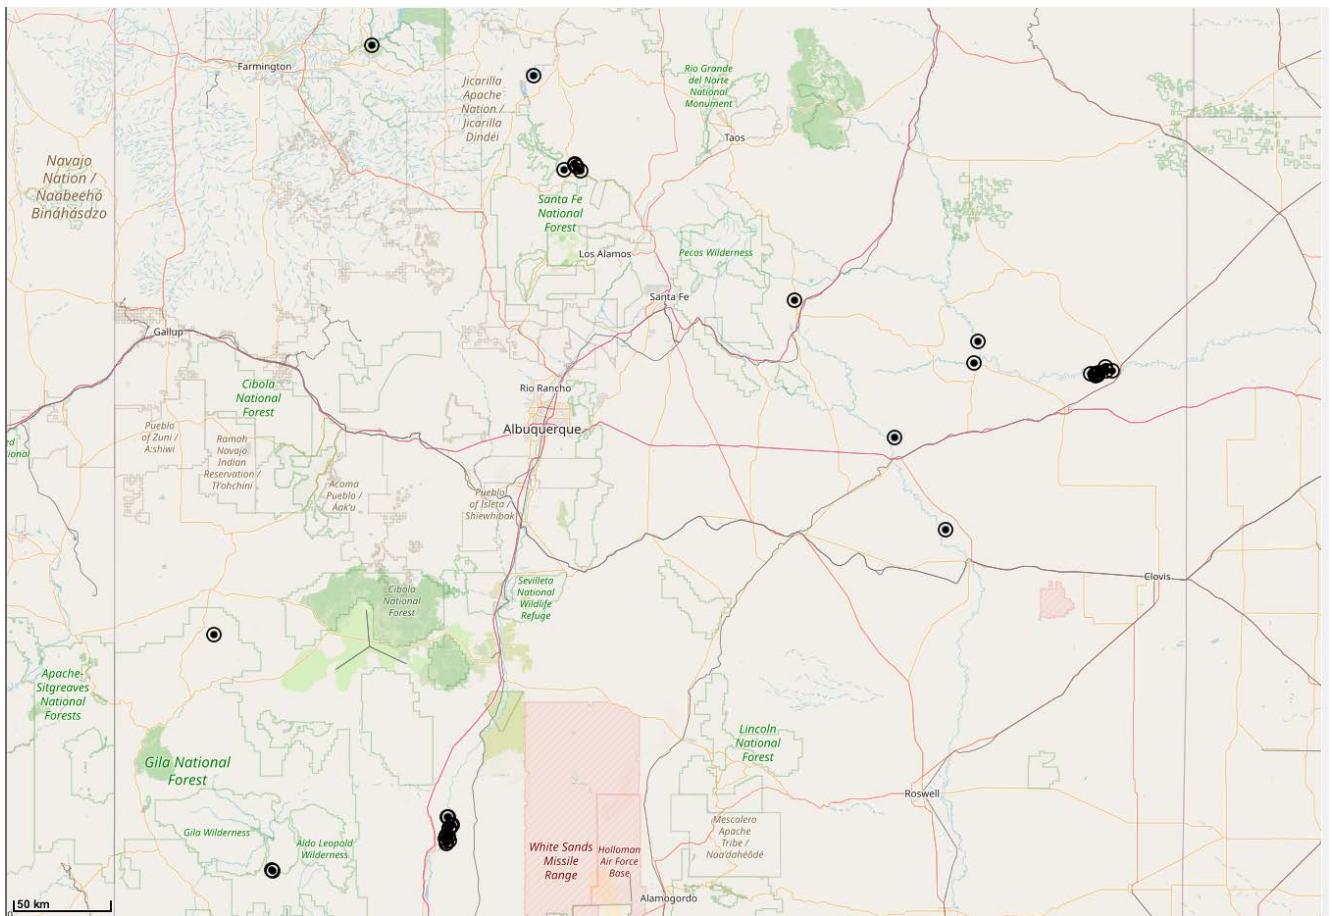 Farmington
Jicarilla
Apache
Nation /
Jicarilla
Dindéi
Rio Grande
del Norte
National
Monument
Taos
Navajo
Nation /
Naabeehó
Bináhásdzo
Santa Fe
National
Forest
Los Alamos
Pecos Wilderness
Santa Fe
Gallup
Cibola
National
Forest
Rio Rancho
Albuquerque
Pueblo
of Zuni /
A:shiwi
Ramah
Navajo
Indian
Reservation /
Tł'ohchiní
Acoma
Pueblo /
Áak'u
Pueblo
of Isleta /
Shiewhibak
Cibola
National
Forest
Sevilleta
National
Wildlife
Refuge
Clovis
Apache-
Sitgreaves
National
Forests
Gila National
Forest
Lincoln
National
Forest
Roswell
Gila Wilderness
Aldo Leopold
Wilderness
White Sands
Missile
Range
Holloman
Air Force
Base
Mescalero
Apache
Tribe /
Naa'dahéõdé
Alamogordo
50 km